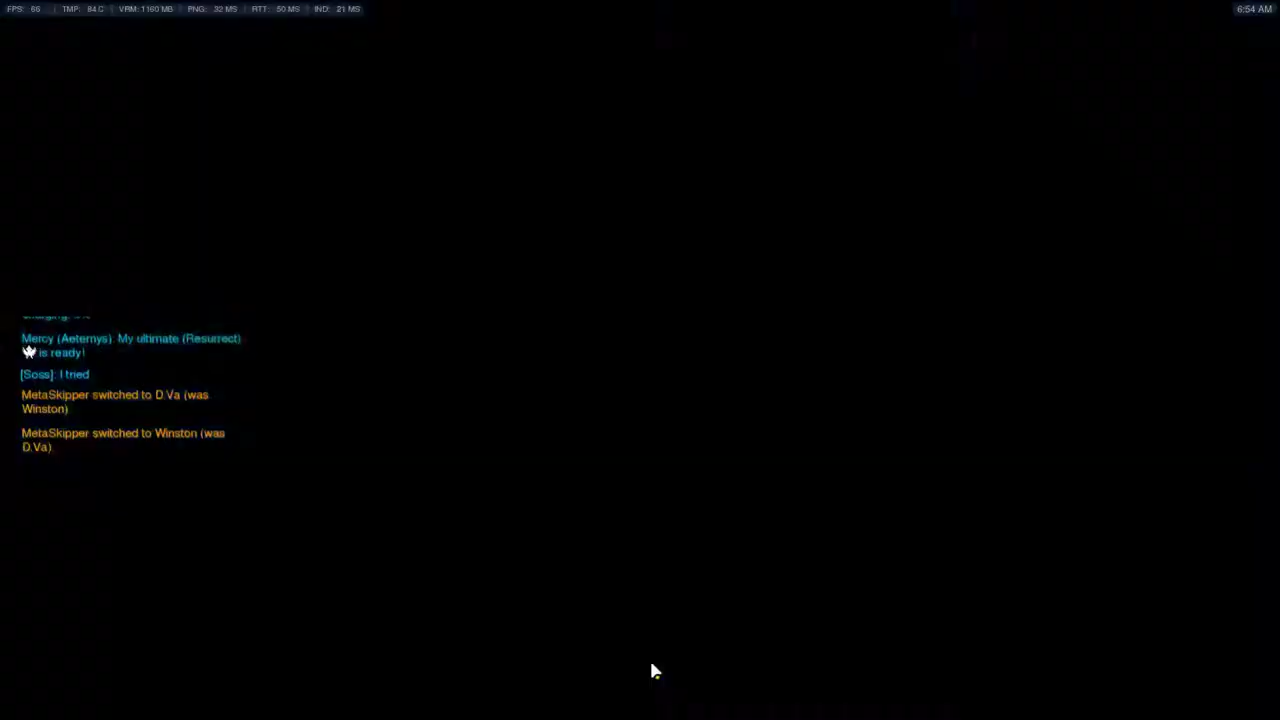 FPS: 66 TMP: 84 C VRM: 1160 MB PNG: 32 MS RTT: 50 MS IND: 21 MS
6:54 AM
Mercy (Aeternys): My ultimate (Resurrect)
is ready!
[Soss]: I tried
MetaSkipper switched to D.Va (was
Winston)
MetaSkipper switched to Winston (was
D.Va)